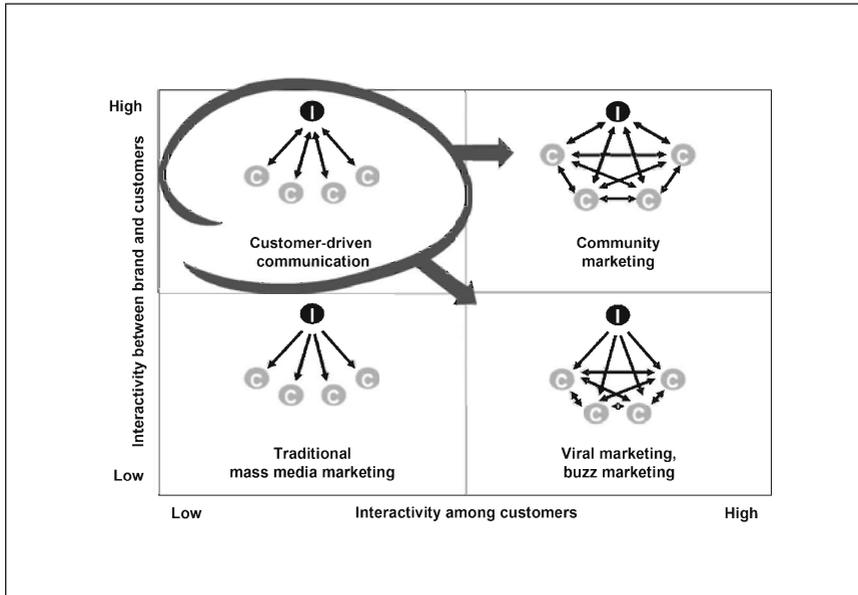 High
I
C
C
C
C
Customer-driven
communication
I
C
C
C
C
Community
marketing
Interactivity between brand and customers
I
C
C
C
C
Traditional
mass media marketing
I
C
C
C
C
Viral marketing,
buzz marketing
Low
Low
Interactivity among customers
High